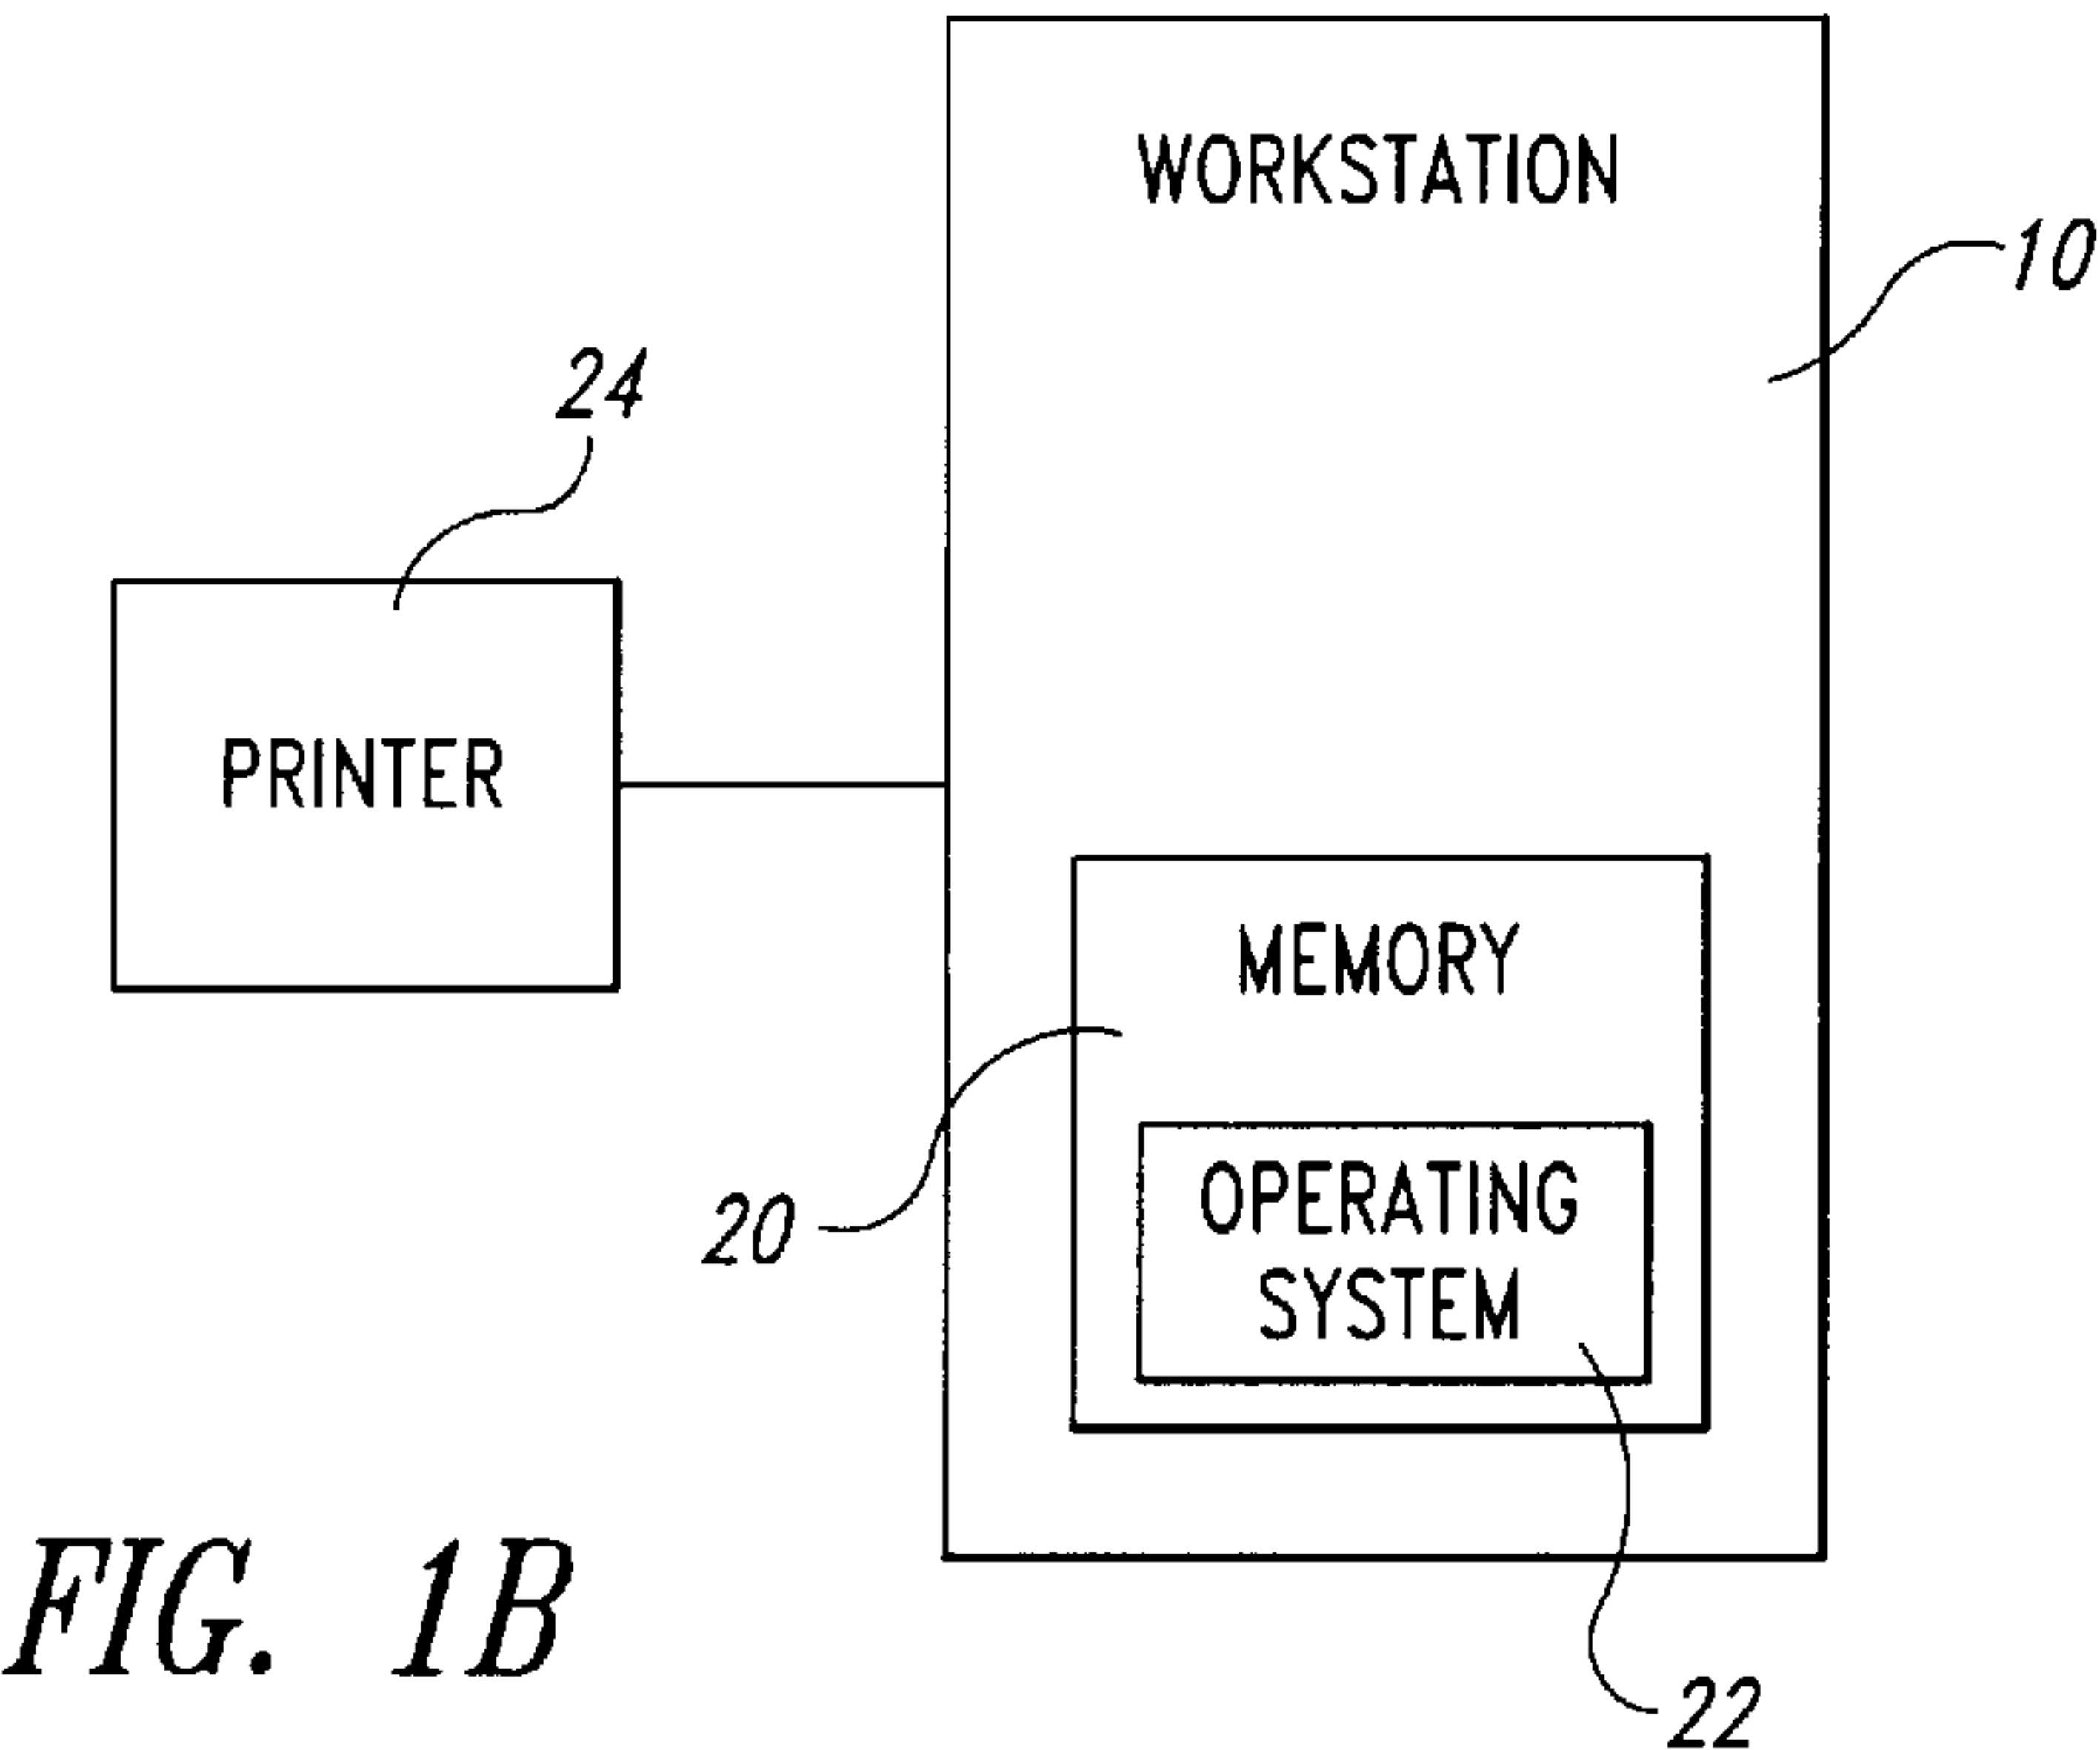 WORKSTATION
10
24
PRINTER
MEMORY
20
OPERATING
SYSTEM
22
FIG. 1B